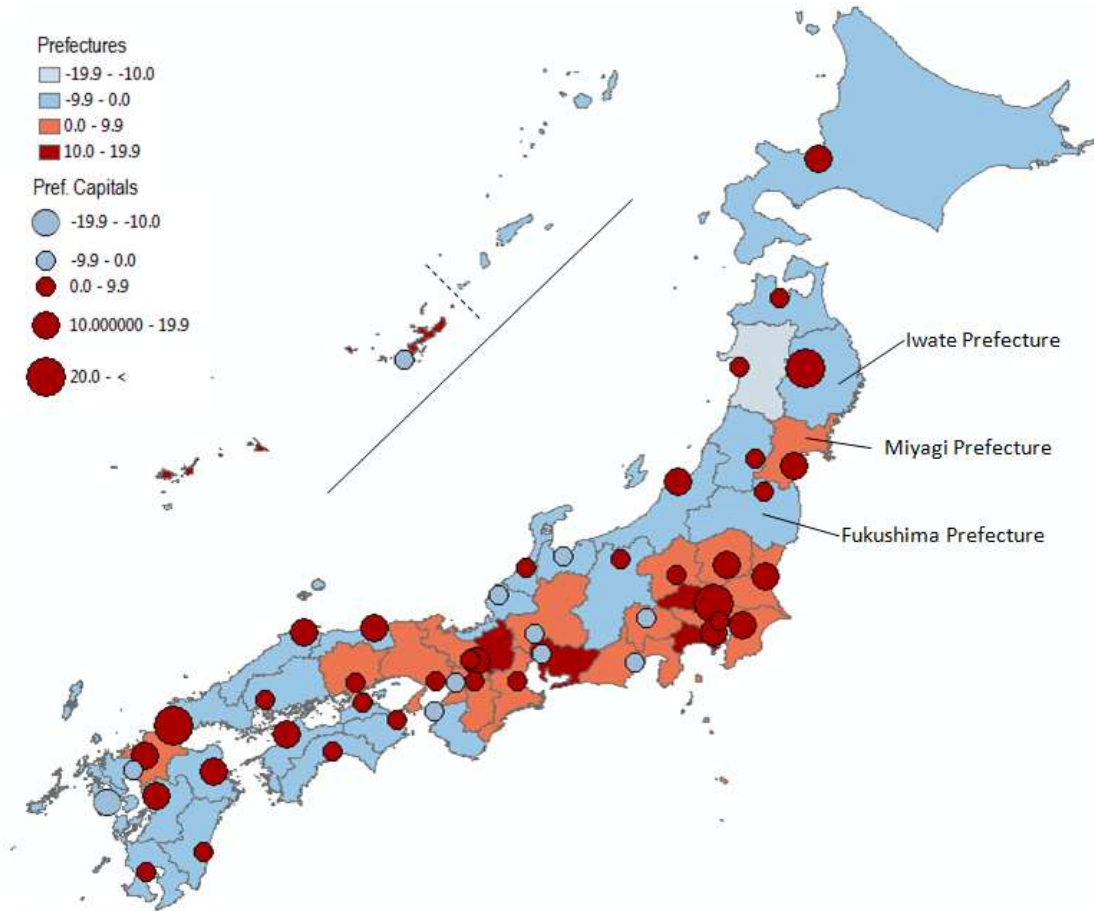 Prefectures
-19.9 - -10.0
-9.9 - 0.0
0.0 - 9.9
10.0 - 19.9
Pref. Capitals
-19.9 - -10.0
-9.9 - 0.0
0.0 - 9.9
10.000000 - 19.9
20.0 - <
Iwate Prefecture
Miyagi Prefecture
Fukushima Prefecture